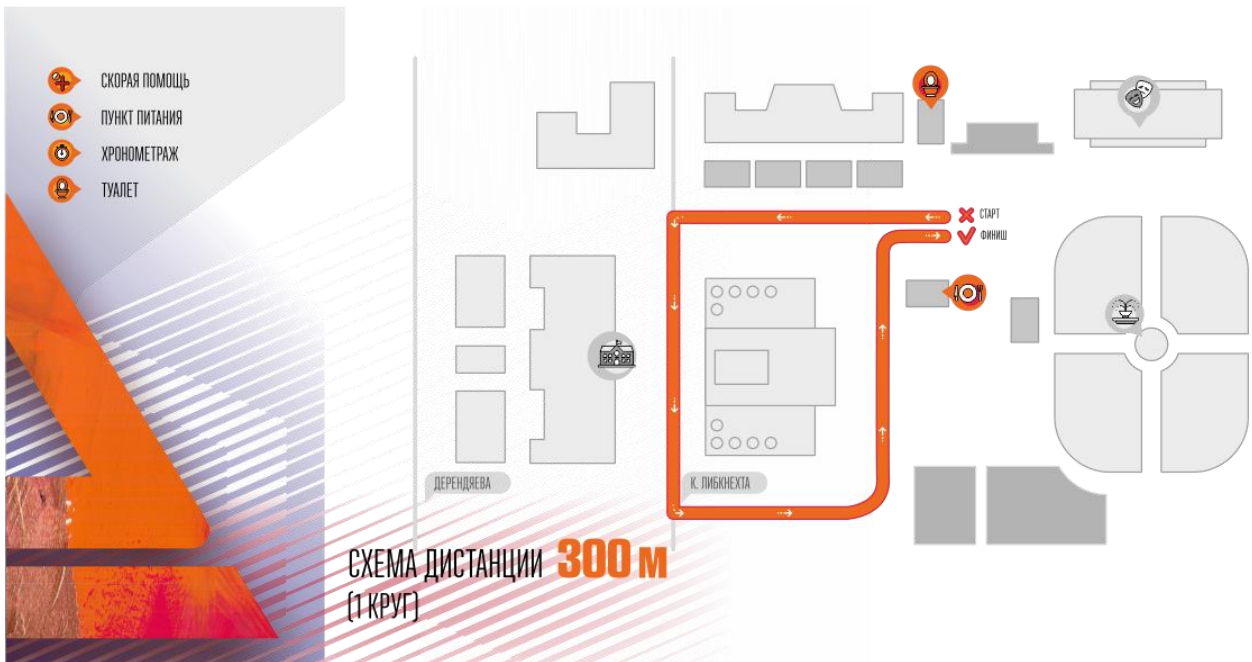 СКОРАЯ ПОМОЩЬ
ПУНКТ ПИТАНИЯ
ХРОНОМЕТРАЖ
ТУАЛЕТ
СТАРТ
ФИНИШ
ДЕРЕНДЯЕВА
К. ЛИБКНЕХТА
СХЕМА ДИСТАНЦИИ 300 М
(1 КРУГ)